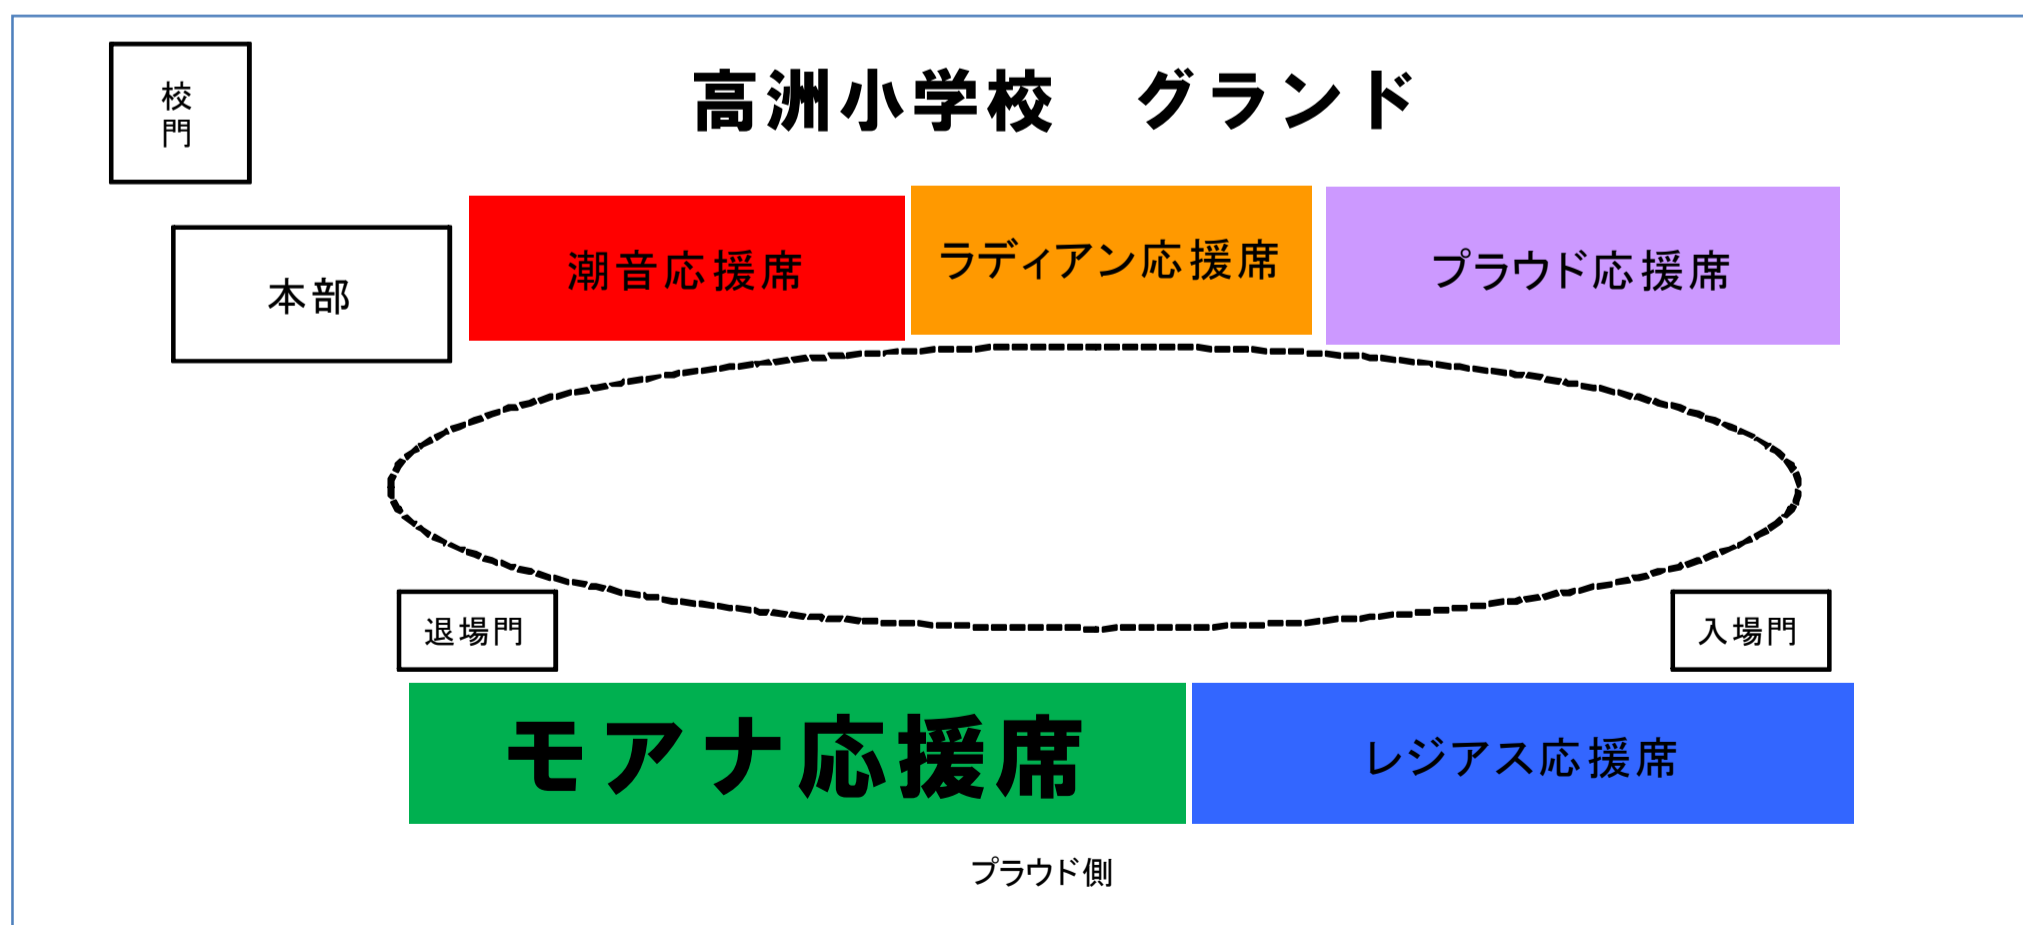 校
門
高洲小学校　グランド
本部
潮音応援席
ラディアン応援席
プラウド応援席
退場門
入場門
モアナ応援席
レジアス応援席
プラウド側